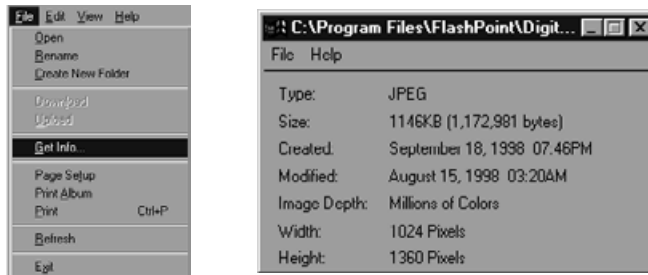 File Edit View Help
Open
Rename
Create New Folder
Download
Upload
Get Info...
Page Setup
Print Album
Print Ctrl+P
Refresh
Exit
C:\Program Files\FlashPoint\Digit...
File Help
Type: JPEG
Size: 1146KB (1,172,981 bytes)
Created: September 18, 1998 07.46PM
Modified: August 15, 1998 03:20AM
Image Depth: Millions of Colors
Width: 1024 Pixels
Height: 1360 Pixels